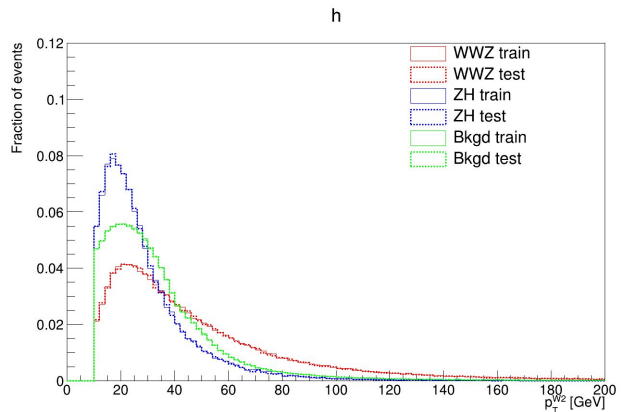 h
Fraction of events
0.12
0.1
0.08
0.06
0.04
0.02
0
WWZ train
WWZ test
ZH train
ZH test
Bkgd train
Bkgd test
0 20 40 60 80 100 120 140 160 180 200
p_T^W2 [GeV]